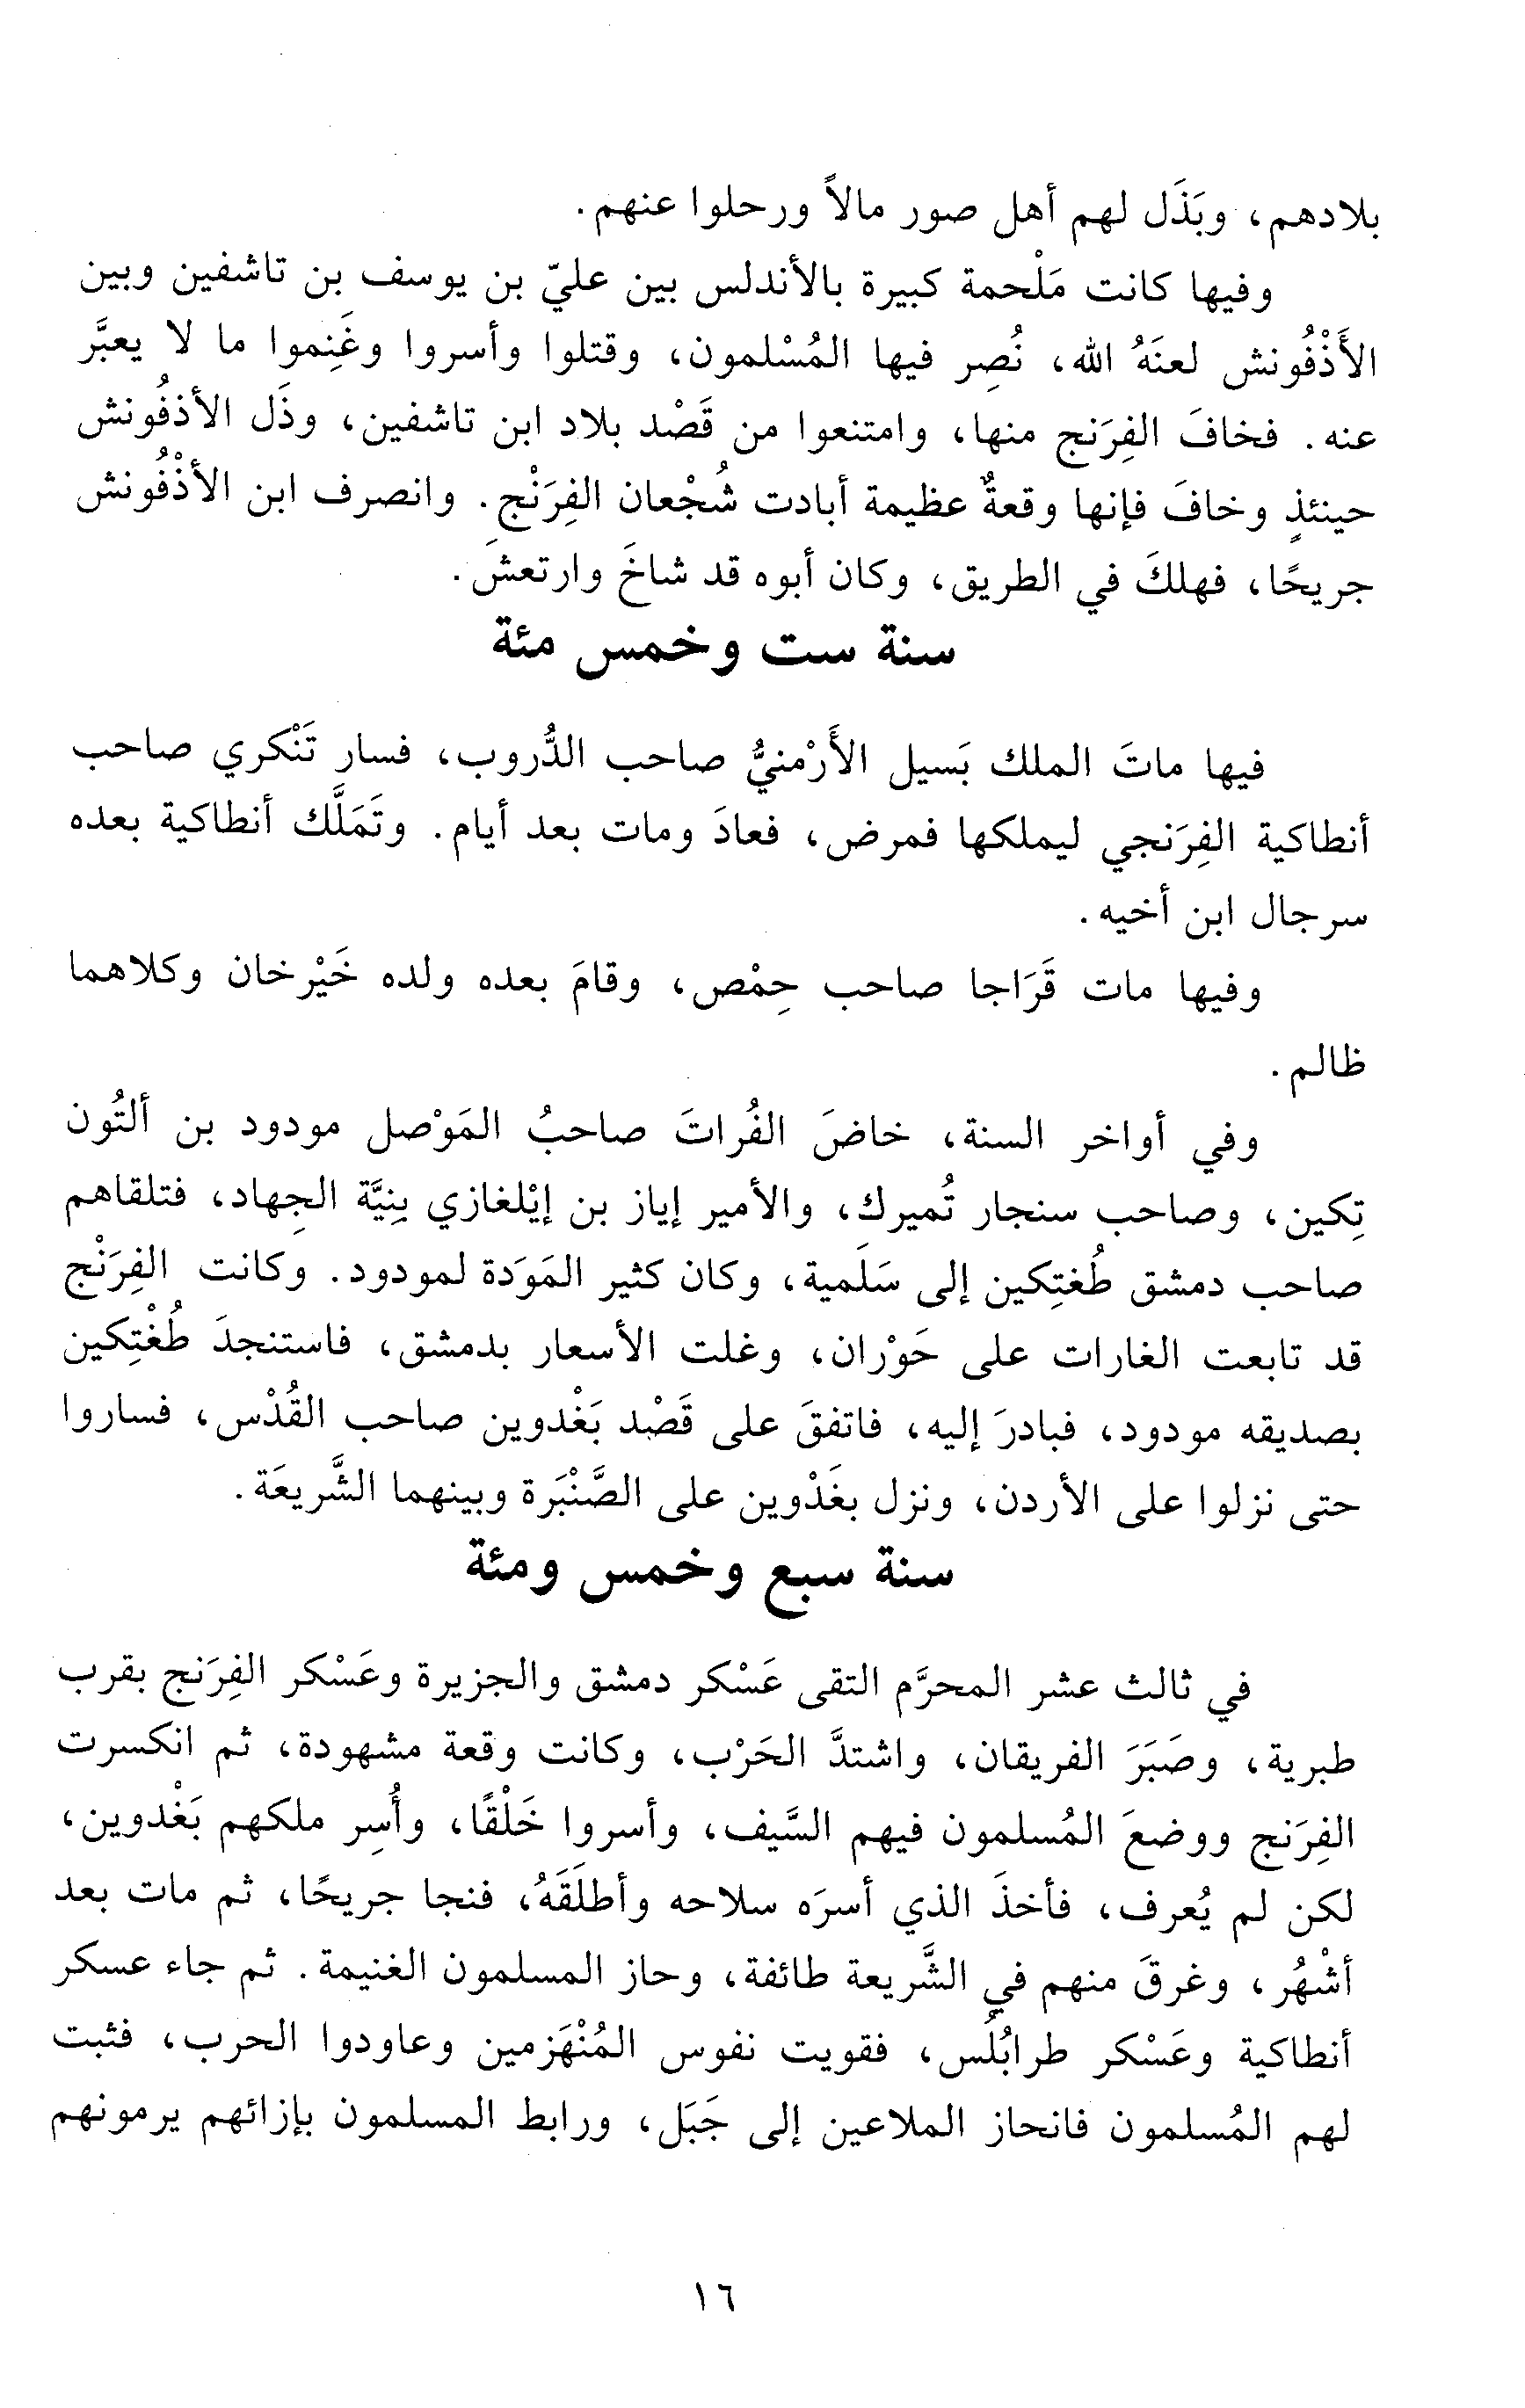 بلادهم، وبَذَل لهم أهل صور مالاً ورحلوا عنهم.
وفيها كانت مَلْحمة كبيرة بالأندلس بين عليّ بن يوسف بن تاشفين وبين
الأَذْفُونش لعنَهُ الله، نُصِر فيها المُسْلمون، وقتلوا وأسروا وغَنِموا ما لا يعبَّر
عنه. فخافَ الفِرَنج منها، وامتنعوا من قَصْد بلاد ابن تاشفين، وذَل الأذفُونش
حينئذٍ وخافَ فإنها وقعةٌ عظيمة أبادت شُجْعان الفِرَنْج. وانصرف ابن الأذْفُونش
جريحًا، فهلكَ في الطريق، وكان أبوه قد شاخَ وارتعشَ.
سنة ست وخمس مئة
فيها ماتَ الملك بَسيل الأَرْمنيُّ صاحب الدُّروب، فسار تَنْكري صاحب
أنطاكية الفِرَنجي ليملكها فمرض، فعادَ ومات بعد أيام. وتَمَلَّك أنطاكية بعده
سرجال ابن أخيه.
وفيها مات قَرَاجا صاحب حِمْص، وقامَ بعده ولده خَيْرخان وكلاهما
ظالم.
وفي أواخر السنة، خاضَ الفُراتَ صاحبُ المَوْصل مودود بن ألتُون
تِكين، وصاحب سنجار تُميرك، والأمير إياز بن إيْلغازي بِنِيَّة الجِهاد، فتلقاهم
صاحب دمشق طُغتِكين إلى سَلَمية، وكان كثير المَوَدة لمودود. وكانت الفِرَنْج
قد تابعت الغارات على حَوْران، وغلت الأسعار بدمشق، فاستنجدَ طُغْتِكين
بصديقه مودود، فبادرَ إليه، فاتفقَ على قَصْد بَغْدوين صاحب القُدْس، فساروا
حتى نزلوا على الأردن، ونزل بغَدْوين على الصَّنْبَرة وبينهما الشَّريعَة.
سنة سبع وخمس ومئة
في ثالث عشر المحرَّم التقى عَسْكر دمشق والجزيرة وعَسْكر الفِرَنج بقرب
طبرية، وصَبَرَ الفريقان، واشتدَّ الحَرْب، وكانت وقعة مشهودة، ثم انكسرت
الفِرَنج ووضعَ المُسلمون فيهم السَّيف، وأسروا خَلْقًا، وأُسِر ملكهم بَغْدوين،
لكن لم يُعرف، فأخذَ الذي أسرَه سلاحه وأطلَقَهُ، فنجا جريحًا، ثم مات بعد
أشْهُر، وغرقَ منهم في الشَّريعة طائفة، وحاز المسلمون الغنيمة. ثم جاء عسكر
أنطاكية وعَسْكر طرابُلُس، فقويت نفوس المُنْهَزمين وعاودوا الحرب، فثبت
لهم المُسلمون فانحاز الملاعين إلى جَبَل، ورابط المسلمون بإزائهم يرمونهم
١٦